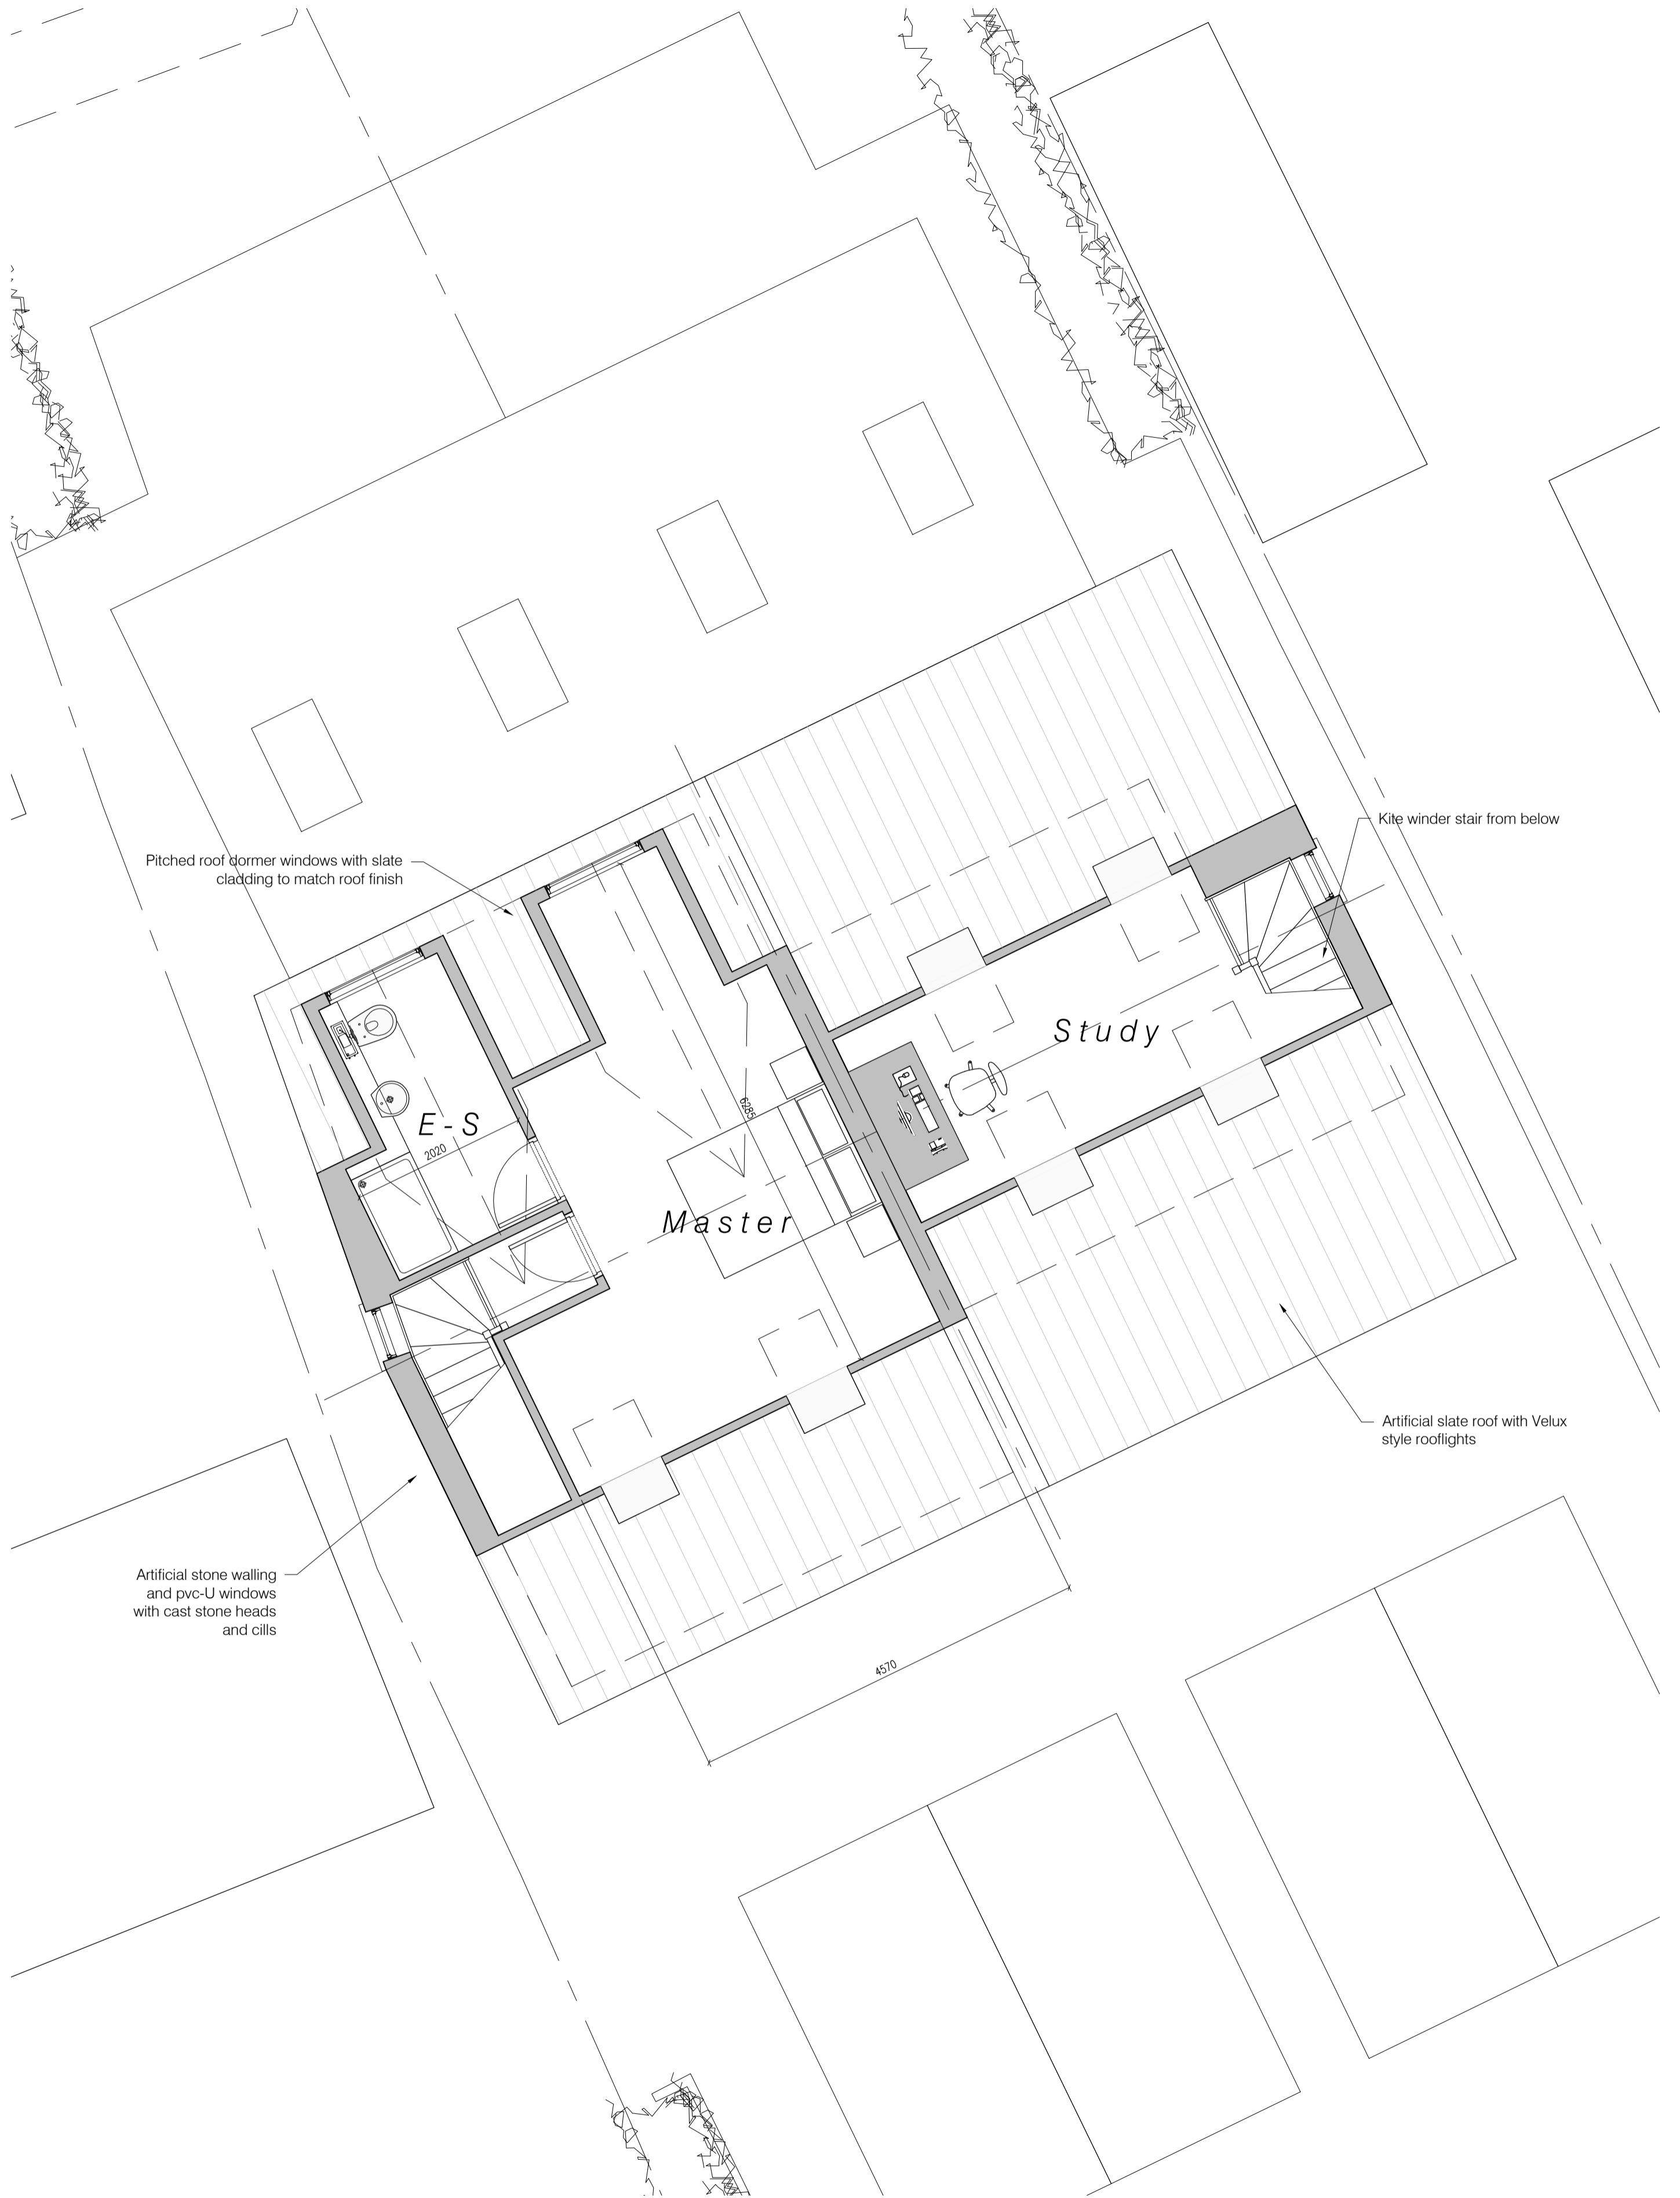 Kite winder stair from below
Pitched roof dormer windows with slate
cladding to match roof finish
Study
E-S
2020
6285
Master
Artificial slate roof with Velux
style rooflights
Artificial stone walling
and pvc-U windows
with cast stone heads
and cills
4570